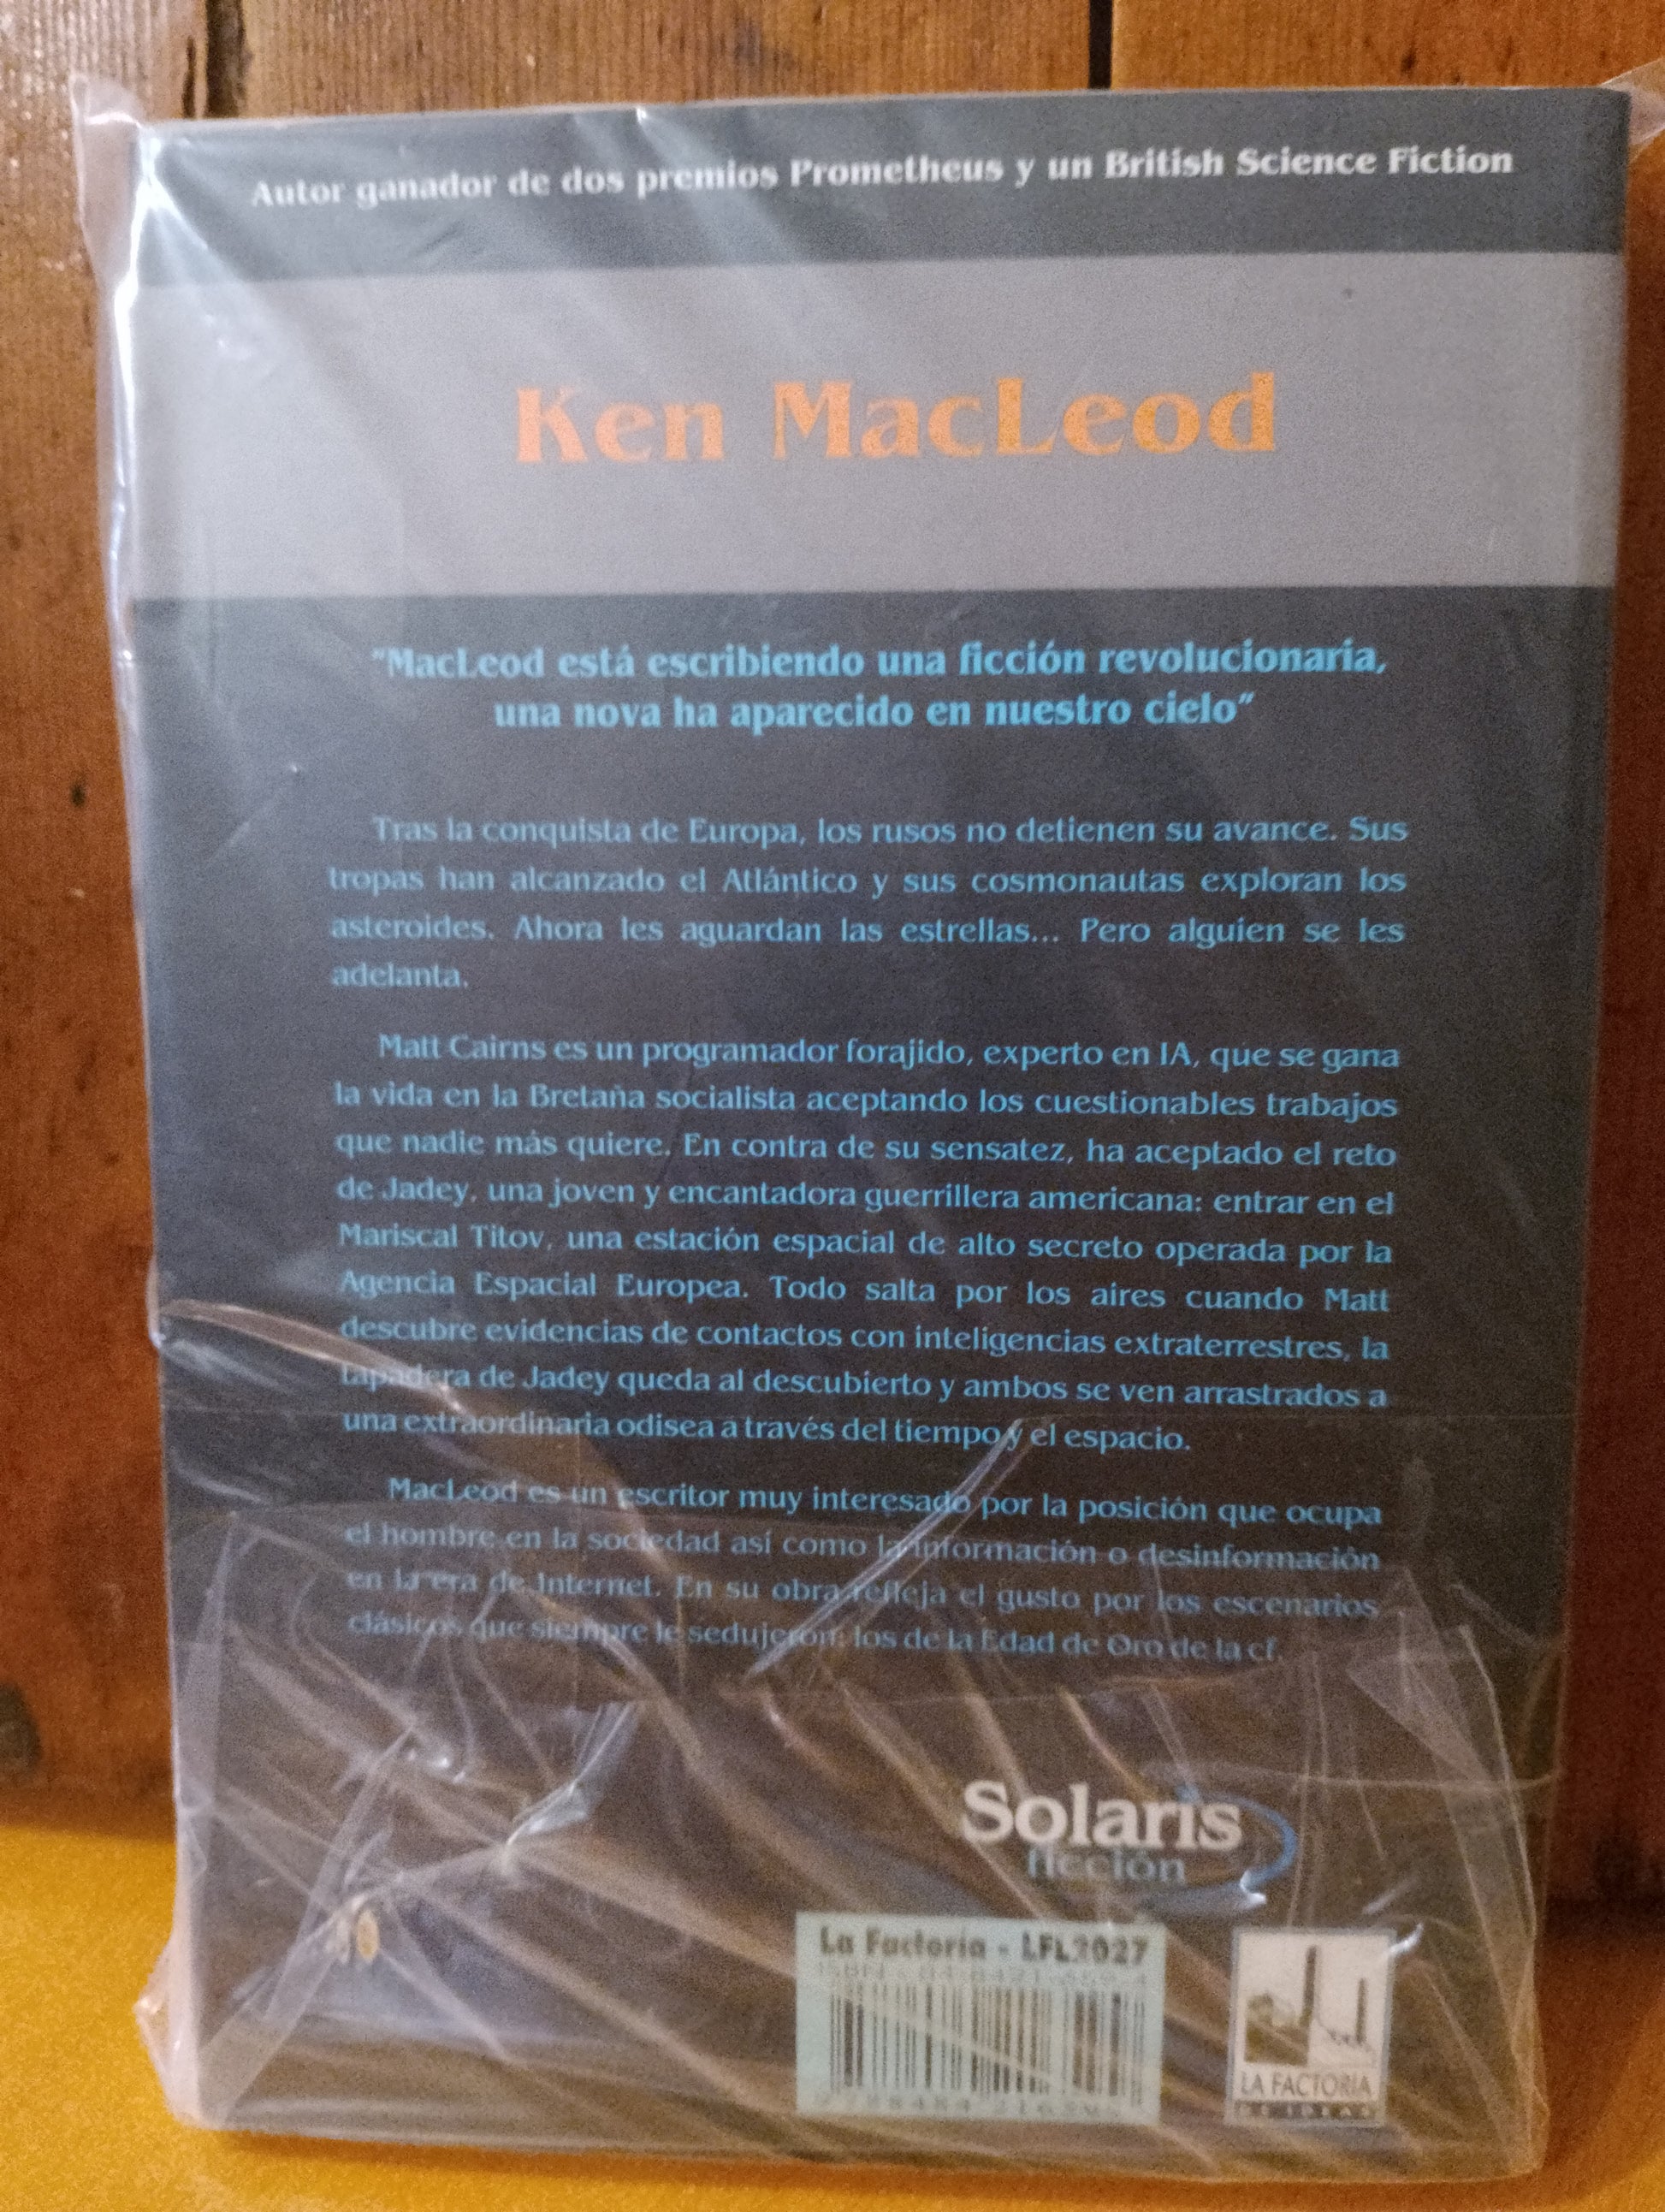 Autor ganador de dos premios Prometheus y un British Science Fiction
Ken MacLeod
"MacLeod está escribiendo una ficción revolucionaria,
una nova ha aparecido en nuestro cielo"
Tras la conquista de Europa, los rusos no detienen su avance. Sus
tropas han alcanzado el Atlántico y sus cosmonautas exploran los
asteroides. Ahora les aguardan las estrellas... Pero alguien se les
adelanta.
Matt Cairns es un programador forajido, experto en IA, que se gana
la vida en la Bretaña socialista aceptando los cuestionables trabajos
que nadie más quiere. En contra de su sensatez, ha aceptado el reto
de Jadey, una joven y encantadora guerrillera americana: entrar en el
Mariscal Titov, una estación espacial de alto secreto operada por la
Agencia Espacial Europea. Todo salta por los aires cuando Matt
descubre evidencias de contactos con inteligencias extraterrestres, la
tapadera de Jadey queda al descubierto y ambos se ven arrastrados a
una extraordinaria odisea a través del tiempo y el espacio.
MacLeod es un escritor muy interesado por la posición que ocupa
el hombre en la sociedad así como la información o desinformación
en la era de Internet. En su obra refleja el gusto por los escenarios
clásicos que siempre le sedujeron: los de la Edad de Oro de la cf.
Solaris
ficción
La Factoría - LFL2027
LA FACTORIA
DE IDEAS